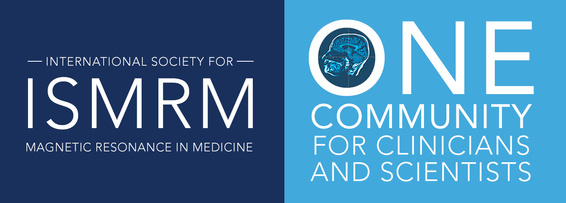 INTERNATIONAL SOCIETY FOR
ISMRM
MAGNETIC RESONANCE IN MEDICINE
ONE
COMMUNITY
FOR CLINICIANS
AND SCIENTISTS